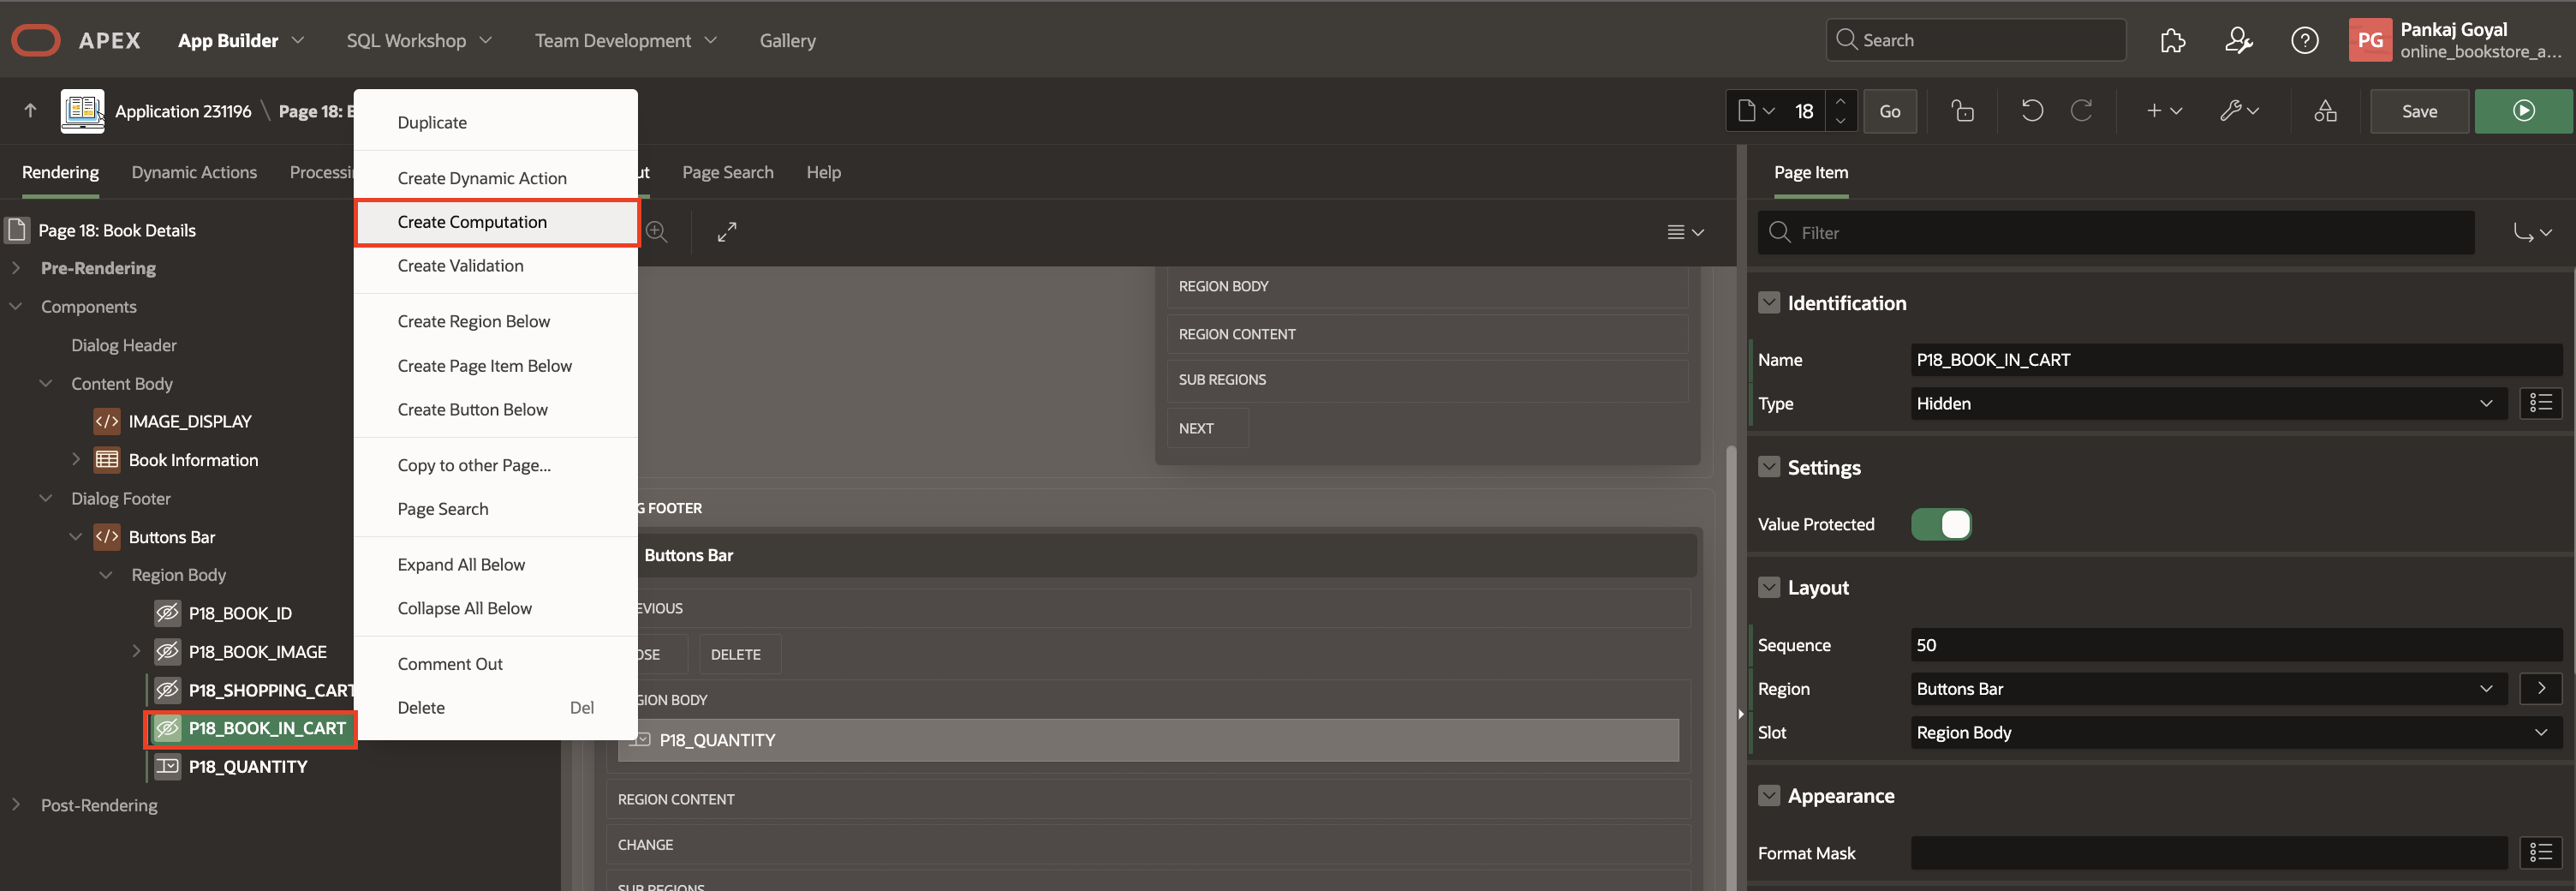 APEX App Builder SQL Workshop Team Development Gallery Search PG Pankaj Goyal
online_bookstore_a...
Application 231196 \ Page 18: 18 Go Save
Rendering Dynamic Actions Page Search Help
Page 18: Book Details
Pre-Rendering
Components
Dialog Header
Content Body
IMAGE_DISPLAY
Book Information
Dialog Footer
Buttons Bar
Region Body
P18_BOOK_ID
P18_BOOK_IMAGE
P18_SHOPPING_CART
P18_BOOK_IN_CART
P18_QUANTITY
Post-Rendering
Duplicate
Create Dynamic Action
Create Computation
Create Validation
Create Region Below
Create Page Item Below
Create Button Below
Copy to other Page...
Page Search
Expand All Below
Collapse All Below
Comment Out
Delete Del
REGION BODY
REGION CONTENT
SUB REGIONS
NEXT
FOOTER
Buttons Bar
DELETE
BODY
P18_QUANTITY
REGION CONTENT
CHANGE
SUB REGIONS
Page Item
Filter
Identification
Name P18_BOOK_IN_CART
Type Hidden
Settings
Value Protected
Layout
Sequence 50
Region Buttons Bar
Slot Region Body
Appearance
Format Mask